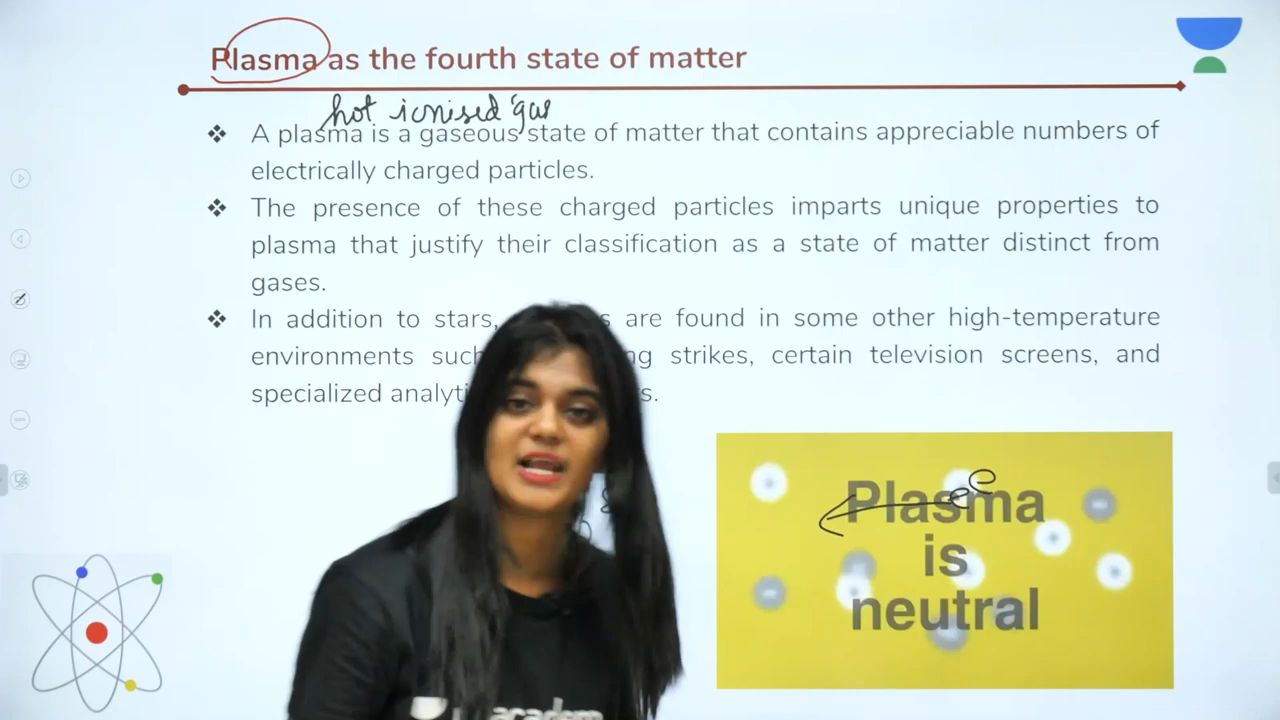 Plasma as the fourth state of matter
hot ionised gas
A plasma is a gaseous state of matter that contains appreciable numbers of
electrically charged particles.
The presence of these charged particles imparts unique properties to
plasma that justify their classification as a state of matter distinct from
gases.
In addition to stars, are found in some other high-temperature
environments strikes, certain television screens, and
specialized
Plasma
is
neutral